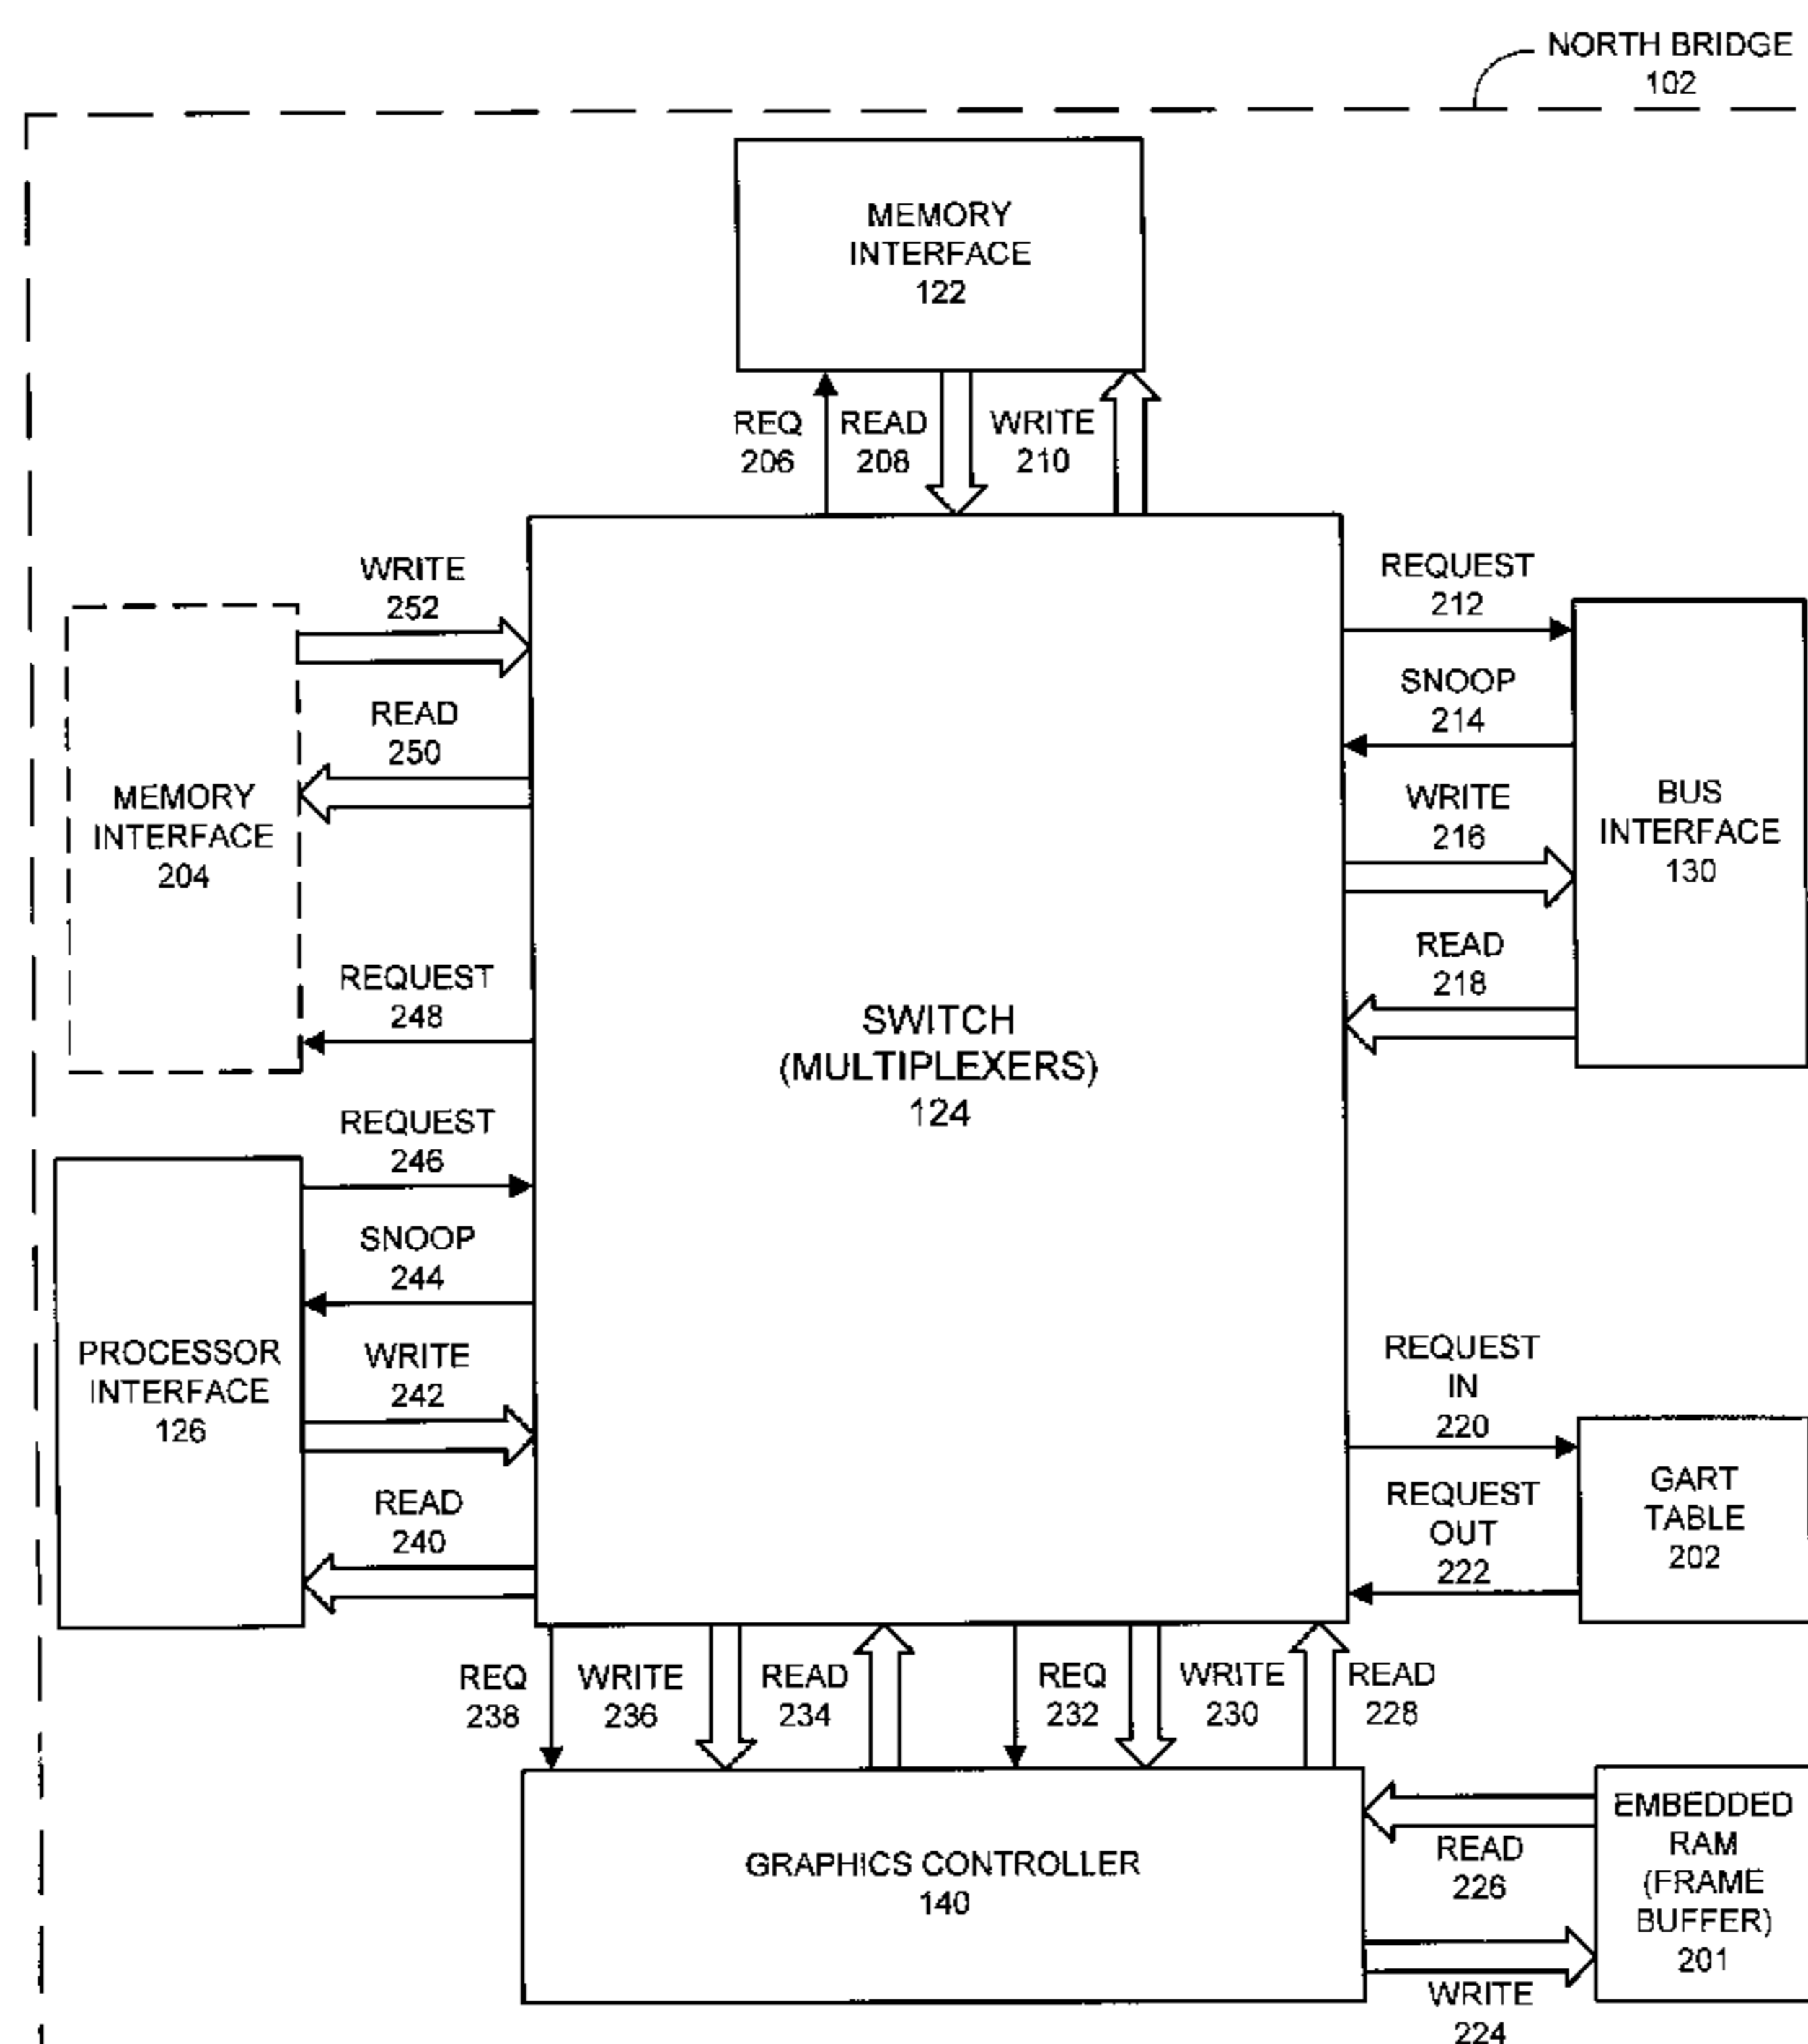 NORTH BRIDGE
102
MEMORY
INTERFACE
122
REQ
206
READ
208
WRITE
210
WRITE
252
READ
250
MEMORY
INTERFACE
204
REQUEST
248
REQUEST
212
SNOOP
214
WRITE
216
READ
218
BUS
INTERFACE
130
SWITCH
(MULTIPLEXERS)
124
REQUEST
246
SNOOP
244
WRITE
242
READ
240
PROCESSOR
INTERFACE
126
REQUEST
IN
220
REQUEST
OUT
222
GART
TABLE
202
REQ
238
WRITE
236
READ
234
REQ
232
WRITE
230
READ
228
GRAPHICS CONTROLLER
140
READ
226
WRITE
224
EMBEDDED
RAM
(FRAME
BUFFER)
201